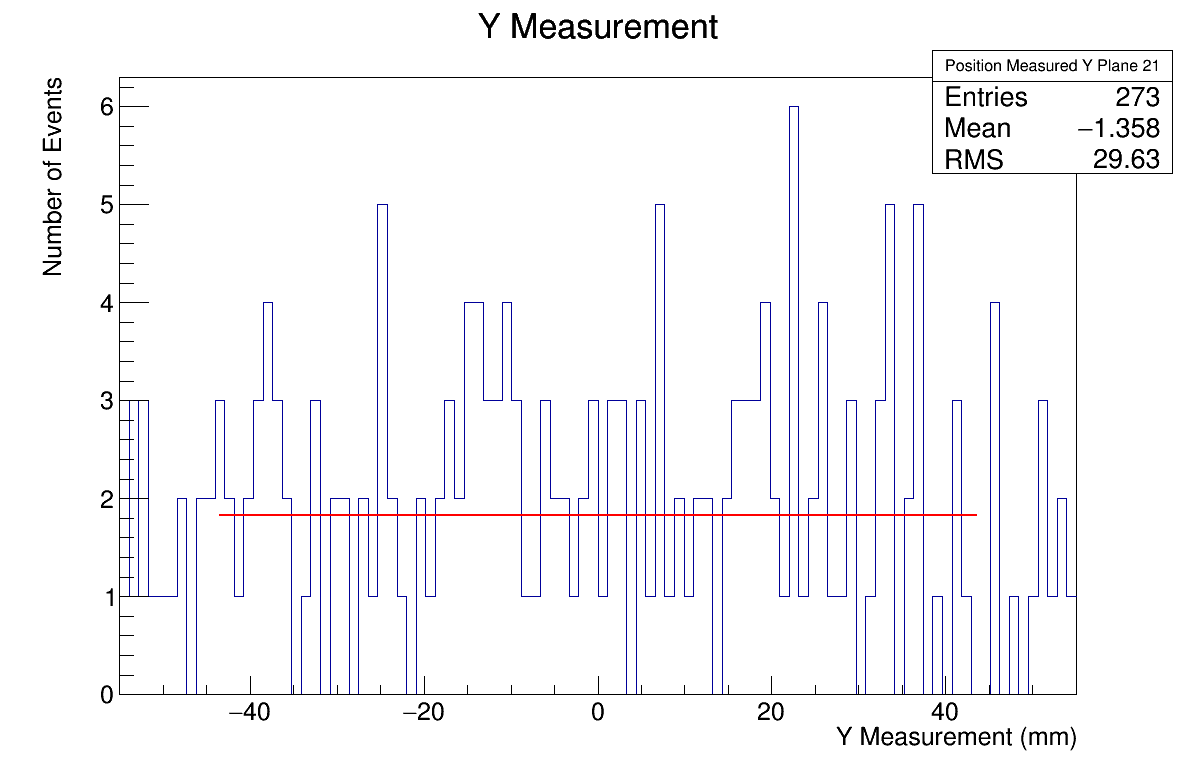 Y Measurement
Position Measured Y Plane 21
Entries 273
Mean −1.358
RMS 29.63
Number of Events
6
5
4
3
2
1
0
−40 −20 0 20 40
Y Measurement (mm)